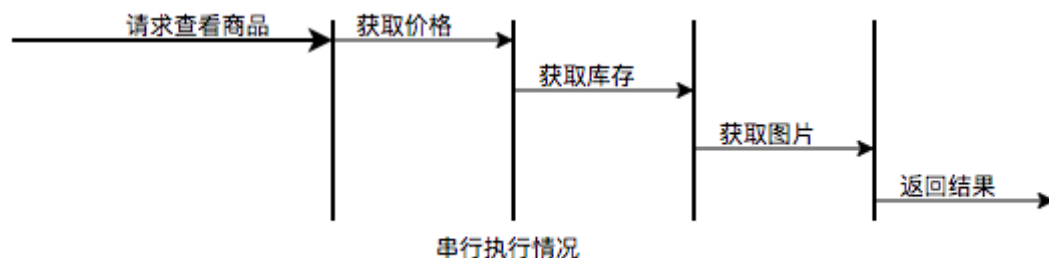 请求查看商品
获取价格
获取库存
获取图片
返回结果
串行执行情况